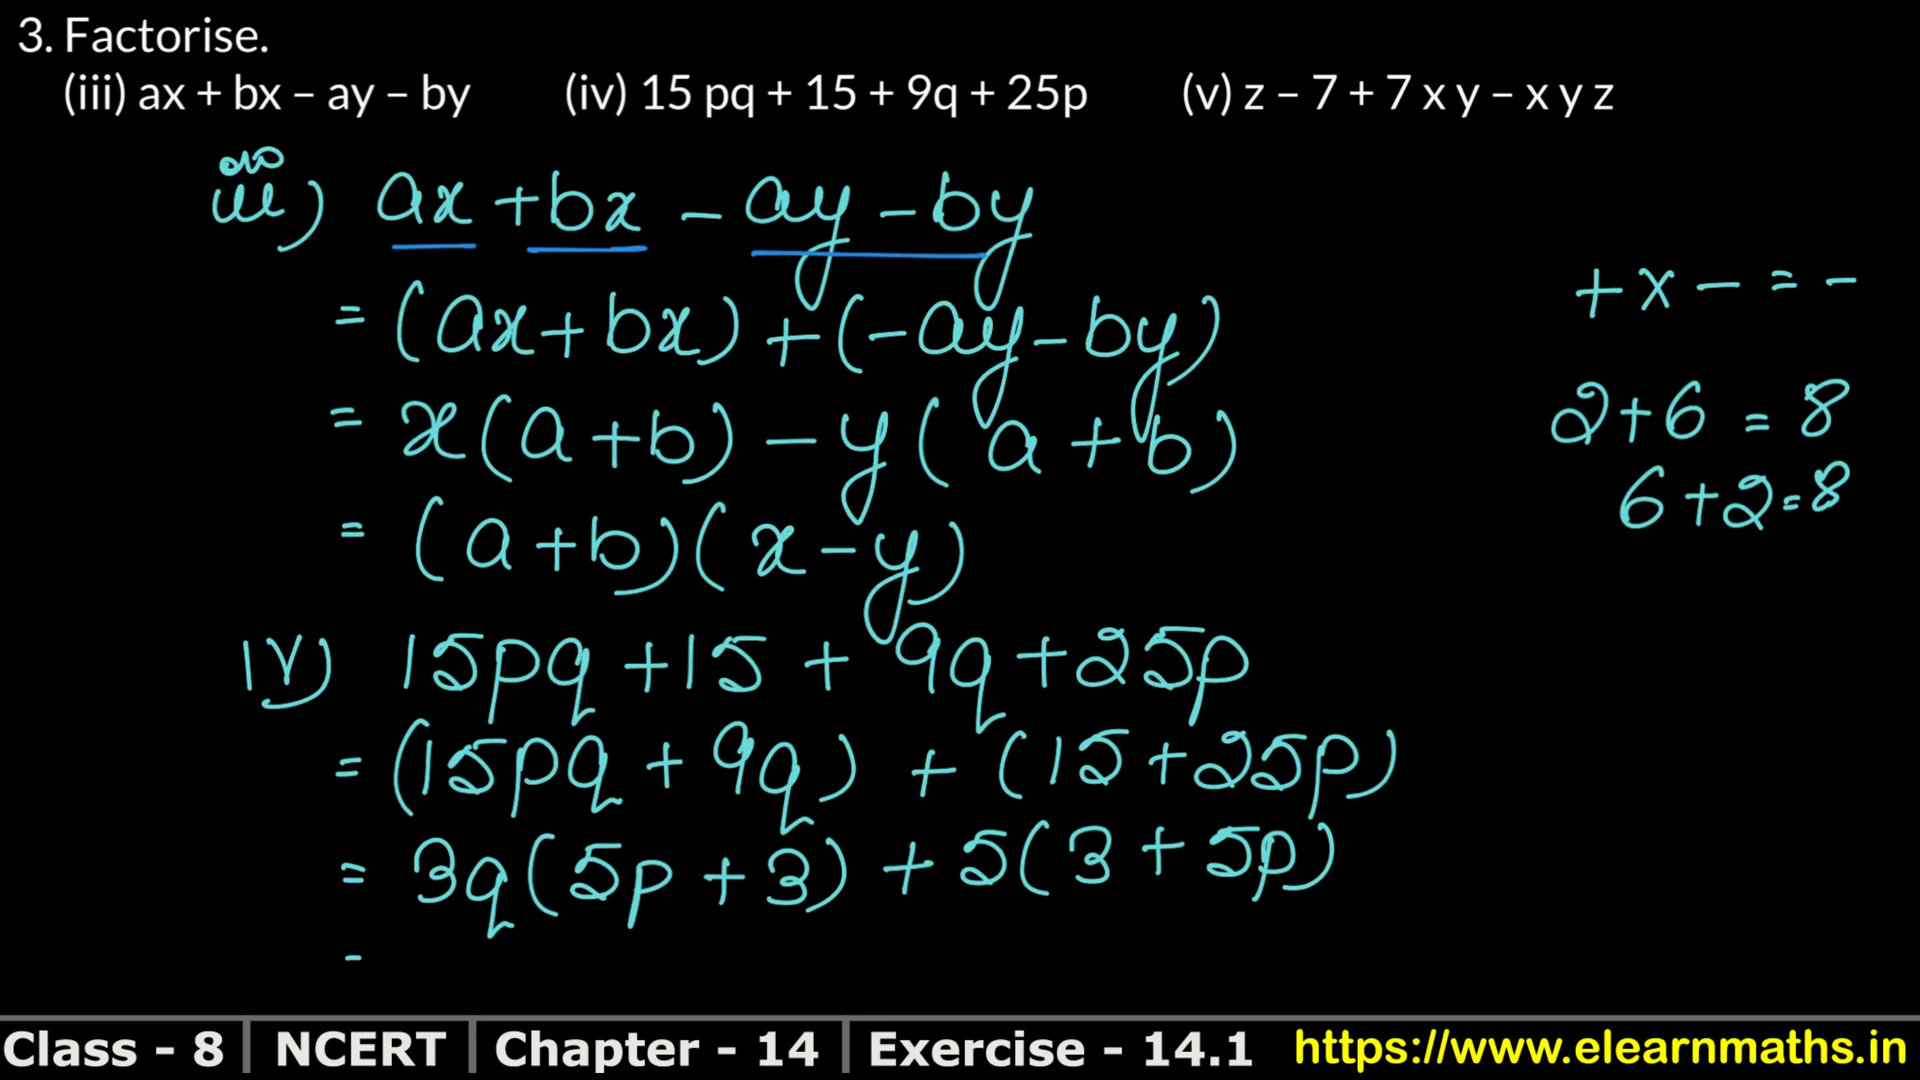 3. Factorise.
(iii) ax + bx – ay – by (iv) 15 pq + 15 + 9q + 25p (v) z – 7 + 7 x y – x y z
iii) ax + bx - ay - by
= (ax + bx) + (-ay - by)
= x(a + b) - y(a + b)
= (a + b)(x - y)
IV) 15pq + 15 + 9q + 25p
= (15pq + 9q) + (15 + 25p)
= 3q(5p + 3) + 5(3 + 5p)
-
+ x - = -
2 + 6 = 8
6 + 2 = 8
Class - 8 | NCERT | Chapter - 14 | Exercise - 14.1 https://www.elearnmaths.in